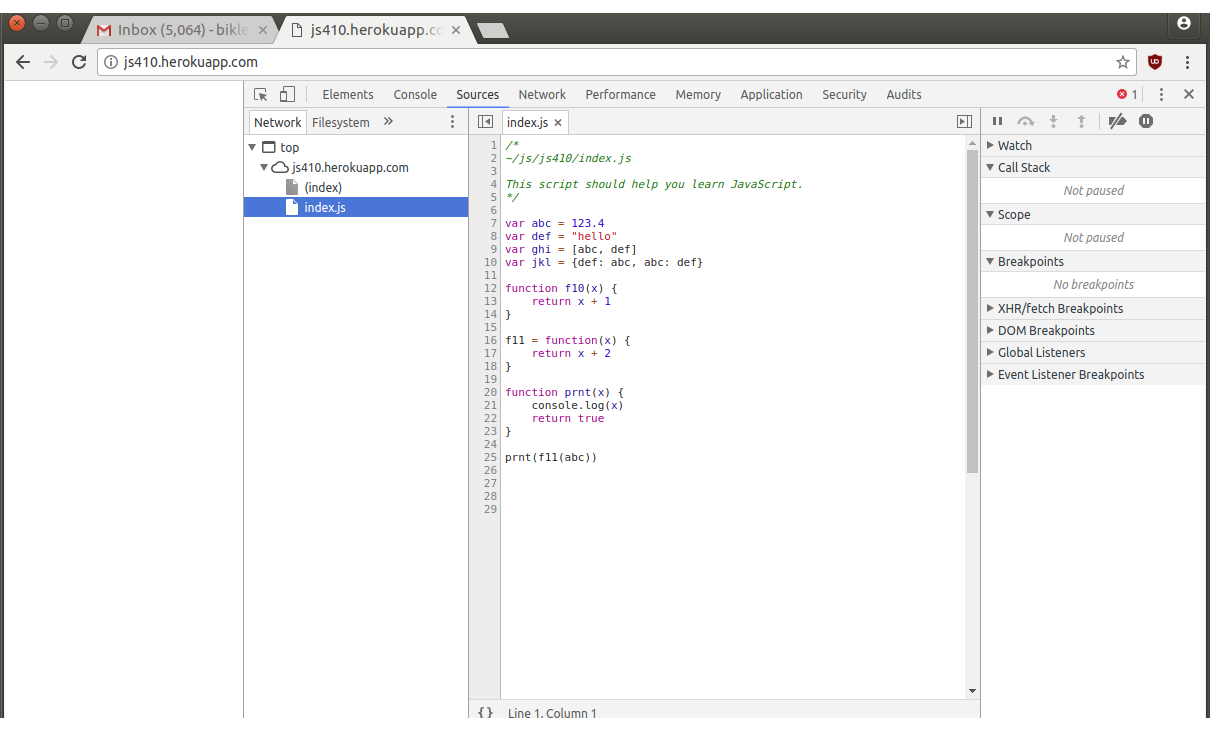 Inbox (5,064) - bikle
js410.herokuapp.co
js410.herokuapp.com
Elements Console Sources Network Performance Memory Application Security Audits 1
Network Filesystem »
index.js
top
js410.herokuapp.com
(index)
index.js
1 /*
2 ~/js/js410/index.js
3
4 This script should help you learn JavaScript.
5 */
6
7 var abc = 123.4
8 var def = "hello"
9 var ghi = [abc, def]
10 var jkl = {def: abc, abc: def}
11
12 function f10(x) {
13     return x + 1
14 }
15
16 f11 = function(x) {
17     return x + 2
18 }
19
20 function prnt(x) {
21     console.log(x)
22     return true
23 }
24
25 prnt(f11(abc))
26
27
28
29
{} Line 1, Column 1
Watch
Call Stack
Not paused
Scope
Not paused
Breakpoints
No breakpoints
XHR/fetch Breakpoints
DOM Breakpoints
Global Listeners
Event Listener Breakpoints